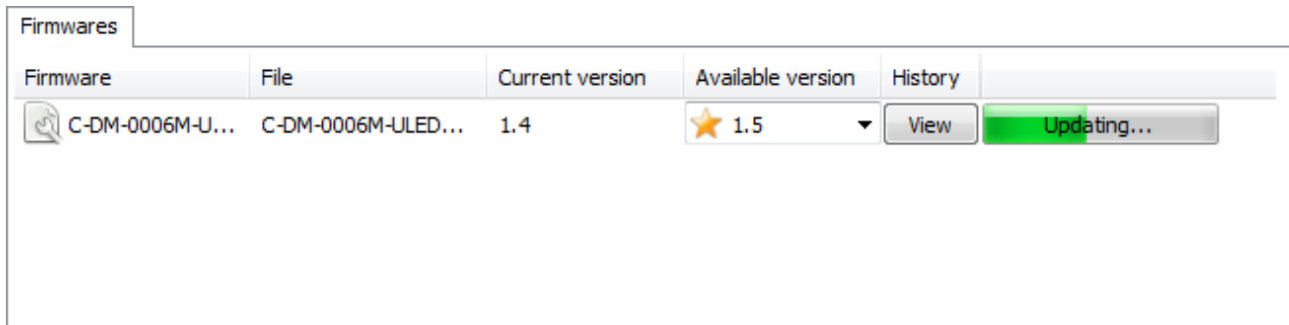 Firmwares
Firmware File Current version Available version History
C-DM-0006M-U... C-DM-0006M-ULED... 1.4 1.5 View Updating...